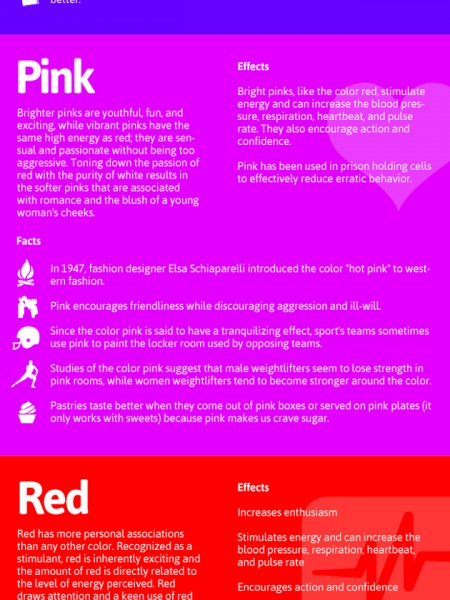 better.
Pink
Brighter pinks are youthful, fun, and
exciting, while vibrant pinks have the
same high energy as red; they are sen-
sual and passionate without being too
aggressive. Toning down the passion of
red with the purity of white results in
the softer pinks that are associated
with romance and the blush of a young
woman's cheeks.
Effects
Bright pinks, like the color red, stimulate
energy and can increase the blood pres-
sure, respiration, heartbeat, and pulse
rate. They also encourage action and
confidence.
Pink has been used in prison holding cells
to effectively reduce erratic behavior.
Facts
In 1947, fashion designer Elsa Schiaparelli introduced the color "hot pink" to west-
ern fashion.
Pink encourages friendliness while discouraging aggression and ill-will.
Since the color pink is said to have a tranquilizing effect, sport's teams sometimes
use pink to paint the locker room used by opposing teams.
Studies of the color pink suggest that male weightlifters seem to lose strength in
pink rooms, while women weightlifters tend to become stronger around the color.
Pastries taste better when they come out of pink boxes or served on pink plates (it
only works with sweets) because pink makes us crave sugar.
Red
Red has more personal associations
than any other color. Recognized as a
stimulant, red is inherently exciting and
the amount of red is directly related to
the level of energy perceived. Red
draws attention and a keen use of red
Effects
Increases enthusiasm
Stimulates energy and can increase the
blood pressure, respiration, heartbeat,
and pulse rate
Encourages action and confidence